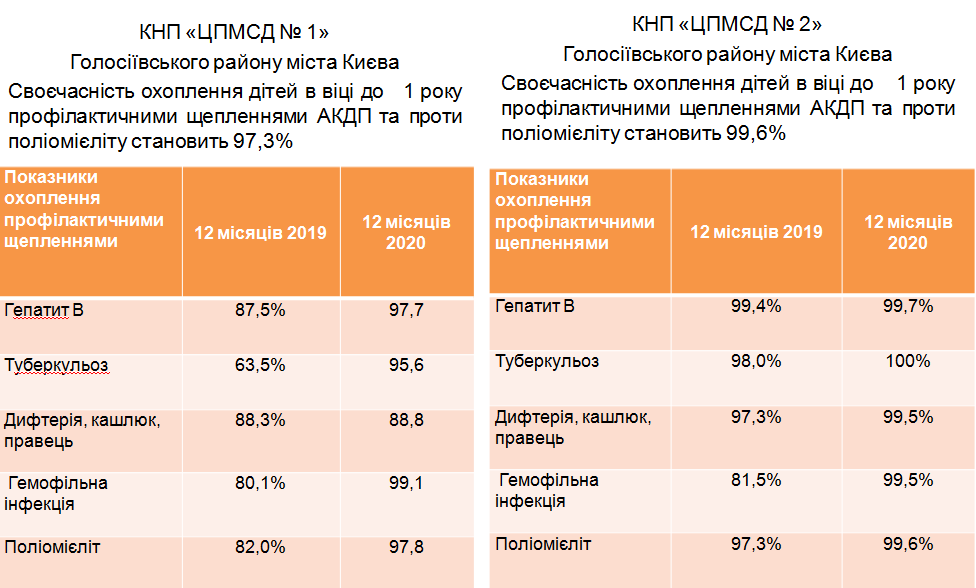 КНП «ЦПМСД № 1»
Голосіївського району міста Києва
Своєчасність охоплення дітей в віці до 1 року
профілактичними щепленнями АКДП та проти
поліомієліту становить 97,3%
Показники
охоплення
профілактичними
щепленнями
12 місяців 2019
12 місяців
2020
Гепатит В 87,5% 97,7
Туберкульоз 63,5% 95,6
Дифтерія, кашлюк,
правець
88,3% 88,8
Гемофільна
інфекція
80,1% 99,1
Поліомієліт 82,0% 97,8
КНП «ЦПМСД № 2»
Голосіївського району міста Києва
Своєчасність охоплення дітей в віці до 1 року
профілактичними щепленнями АКДП та проти
поліомієліту становить 99,6%
Показники
охоплення
профілактичними
щепленнями
12 місяців 2019
12 місяців
2020
Гепатит В 99,4% 99,7%
Туберкульоз 98,0% 100%
Дифтерія, кашлюк,
правець
97,3% 99,5%
Гемофільна
інфекція
81,5% 99,5%
Поліомієліт 97,3% 99,6%